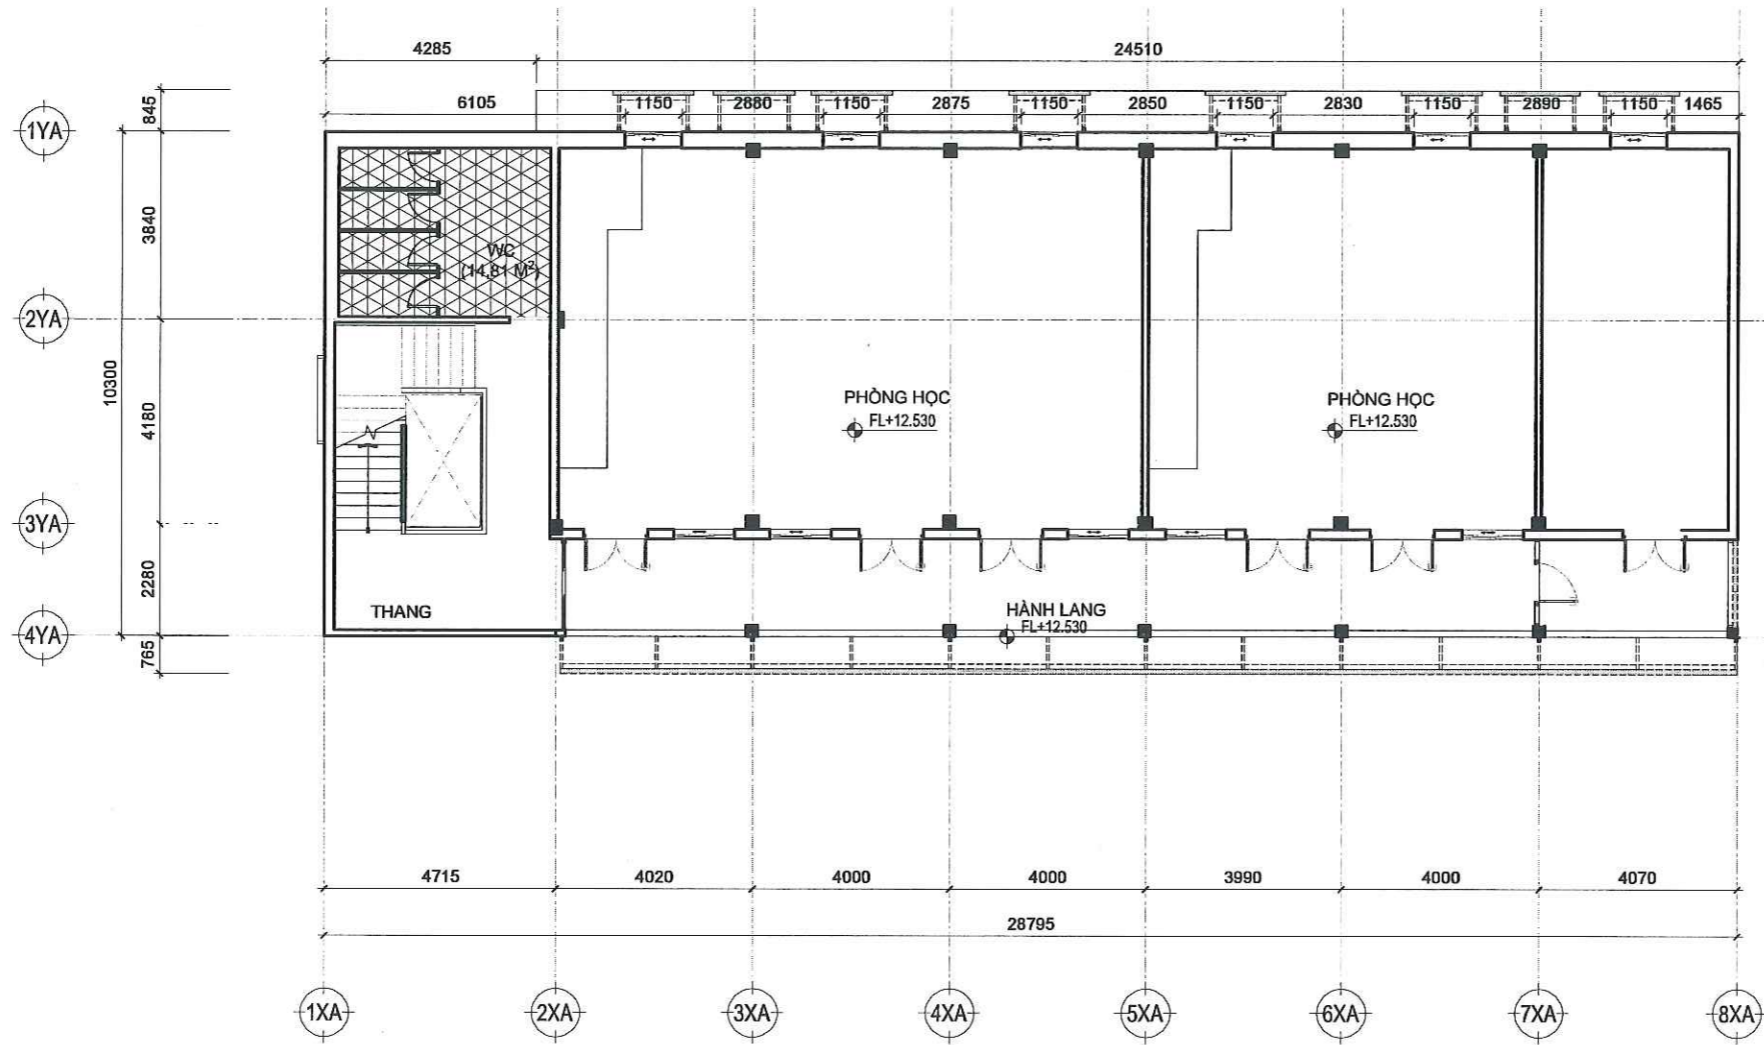 4285
24510
6105
1150
2880
1150
2875
1150
2850
1150
2830
1150
2890
1150
1465
845
1YA
3840
WC
(14,81 M²)
2YA
10300
4180
PHÒNG HỌC
FL+12.530
PHÒNG HỌC
FL+12.530
N
3YA
2280
THANG
HÀNH LANG
FL+12.530
4YA
765
4715
4020
4000
4000
3990
4000
4070
28795
1XA
2XA
3XA
4XA
5XA
6XA
7XA
8XA